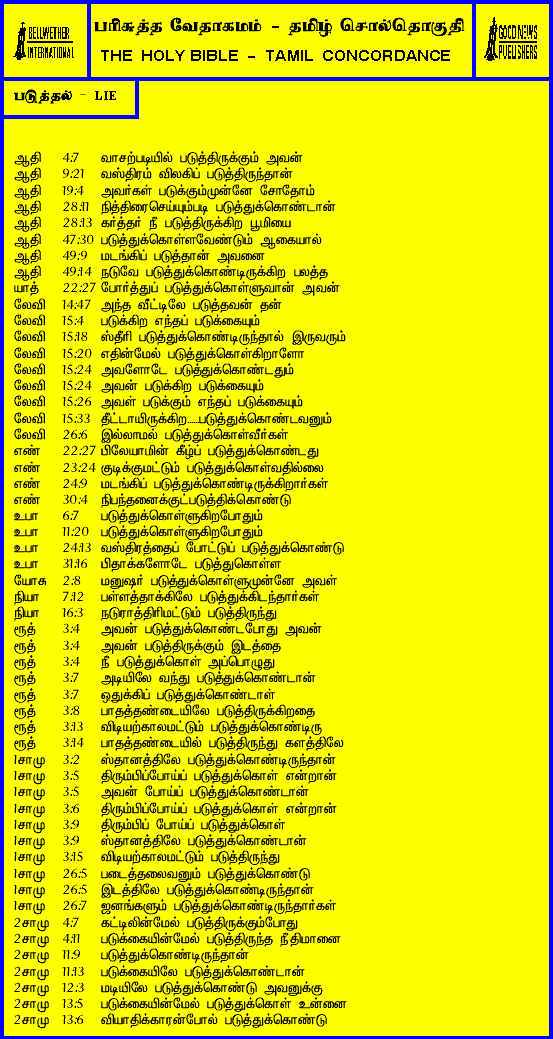 BELLWETHER
INTERNATIONAL
பரிசுத்த வேதாகமம் - தமிழ் சொல்தொகுதி
THE HOLY BIBLE - TAMIL CONCORDANCE
GOOD NEWS
PUBLISHERS
படுத்தல் - LIE
ஆதி 4:7 வாசற்படியில் படுத்திருக்கும் அவன்
ஆதி 9:21 வஸ்திரம் விலகிப் படுத்திருந்தான்
ஆதி 19:4 அவர்கள் படுக்கும்முன்னே சோதோம்
ஆதி 28:11 நித்திரைசெய்யும்படி படுத்துக்கொண்டான்
ஆதி 28:13 கர்த்தர் நீ படுத்திருக்கிற பூமியை
ஆதி 47:30 படுத்துக்கொள்ளவேண்டும் ஆகையால்
ஆதி 49:9 மடங்கிப் படுத்தான் அவனை
ஆதி 49:14 நடுவே படுத்துக்கொண்டிருக்கிற பலத்த
யாத் 22:27 போர்த்துப் படுத்துக்கொள்ளுவான் அவன்
லேவி 14:47 அந்த வீட்டிலே படுத்தவன் தன்
லேவி 15:4 படுக்கிற எந்தப் படுக்கையும்
லேவி 15:18 ஸ்திரீ படுத்துக்கொண்டிருந்தால் இருவரும்
லேவி 15:20 எதின்மேல் படுத்துக்கொள்கிறாளோ
லேவி 15:24 அவளோடே படுத்துக்கொண்டதும்
லேவி 15:24 அவன் படுக்கிற படுக்கையும்
லேவி 15:26 அவள் படுக்கும் எந்தப் படுக்கையும்
லேவி 15:33 தீட்டாயிருக்கிற.....படுத்துக்கொண்டவனும்
லேவி 26:6 இல்லாமல் படுத்துக்கொள்வீர்கள்
எண் 22:27 பிலேயாமின் கீழ்ப் படுத்துக்கொண்டது
எண் 23:24 குடிக்குமட்டும் படுத்துக்கொள்வதில்லை
எண் 24:9 மடங்கிப் படுத்துக்கொண்டிருக்கிறார்கள்
எண் 30:4 நிபந்தனைக்குட்படுத்திக்கொண்டு
உபா 6:7 படுத்துக்கொள்ளுகிறபோதும்
உபா 11:20 படுத்துக்கொள்ளுகிறபோதும்
உபா 24:13 வஸ்திரத்தைப் போட்டுப் படுத்துக்கொண்டு
உபா 31:16 பிதாக்களோடே படுத்துகொள்ள
யோசு 2:8 மனுஷர் படுத்துக்கொள்ளுமுன்னே அவள்
நியா 7:12 பள்ளத்தாக்கிலே படுத்துக்கிடந்தார்கள்
நியா 16:3 நடுராத்திரிமட்டும் படுத்திருந்து
ரூத் 3:4 அவன் படுத்துக்கொண்டபோது அவன்
ரூத் 3:4 அவன் படுத்திருக்கும் இடத்தை
ரூத் 3:4 நீ படுத்துக்கொள் அப்பொழுது
ரூத் 3:7 அடியிலே வந்து படுத்துக்கொண்டான்
ரூத் 3:7 ஒதுக்கிப் படுத்துக்கொண்டாள்
ரூத் 3:8 பாதத்தண்டையிலே படுத்திருக்கிறதை
ரூத் 3:13 விடியற்காலமட்டும் படுத்துக்கொண்டிரு
ரூத் 3:14 பாதத்தண்டையில் படுத்திருந்து களத்திலே
1சாமு 3:2 ஸ்தானத்திலே படுத்துக்கொண்டிருந்தான்
1சாமு 3:5 திரும்பிப்போய்ப் படுத்துக்கொள் என்றான்
1சாமு 3:5 அவன் போய்ப் படுத்துக்கொண்டான்
1சாமு 3:6 திரும்பிப்போய்ப் படுத்துக்கொள் என்றான்
1சாமு 3:9 திரும்பிப் போய்ப் படுத்துக்கொள்
1சாமு 3:9 ஸ்தானத்திலே படுத்துக்கொண்டான்
1சாமு 3:15 விடியற்காலமட்டும் படுத்திருந்து
1சாமு 26:5 படைத்தலைவனும் படுத்துக்கொண்டு
1சாமு 26:5 இடத்திலே படுத்துக்கொண்டிருந்தான்
1சாமு 26:7 ஜனங்களும் படுத்துக்கொண்டிருந்தார்கள்
2சாமு 4:7 கட்டிலின்மேல் படுத்திருக்கும்போது
2சாமு 4:11 படுக்கையின்மேல் படுத்திருந்த நீதிமானை
2சாமு 11:9 படுத்துக்கொண்டிருந்தான்
2சாமு 11:13 படுக்கையிலே படுத்துக்கொண்டான்
2சாமு 12:3 மடியிலே படுத்துக்கொண்டு அவனுக்கு
2சாமு 13:5 படுக்கையின்மேல் படுத்துக்கொள் உன்னை
2சாமு 13:6 வியாதிக்காரன்போல் படுத்துக்கொண்டு